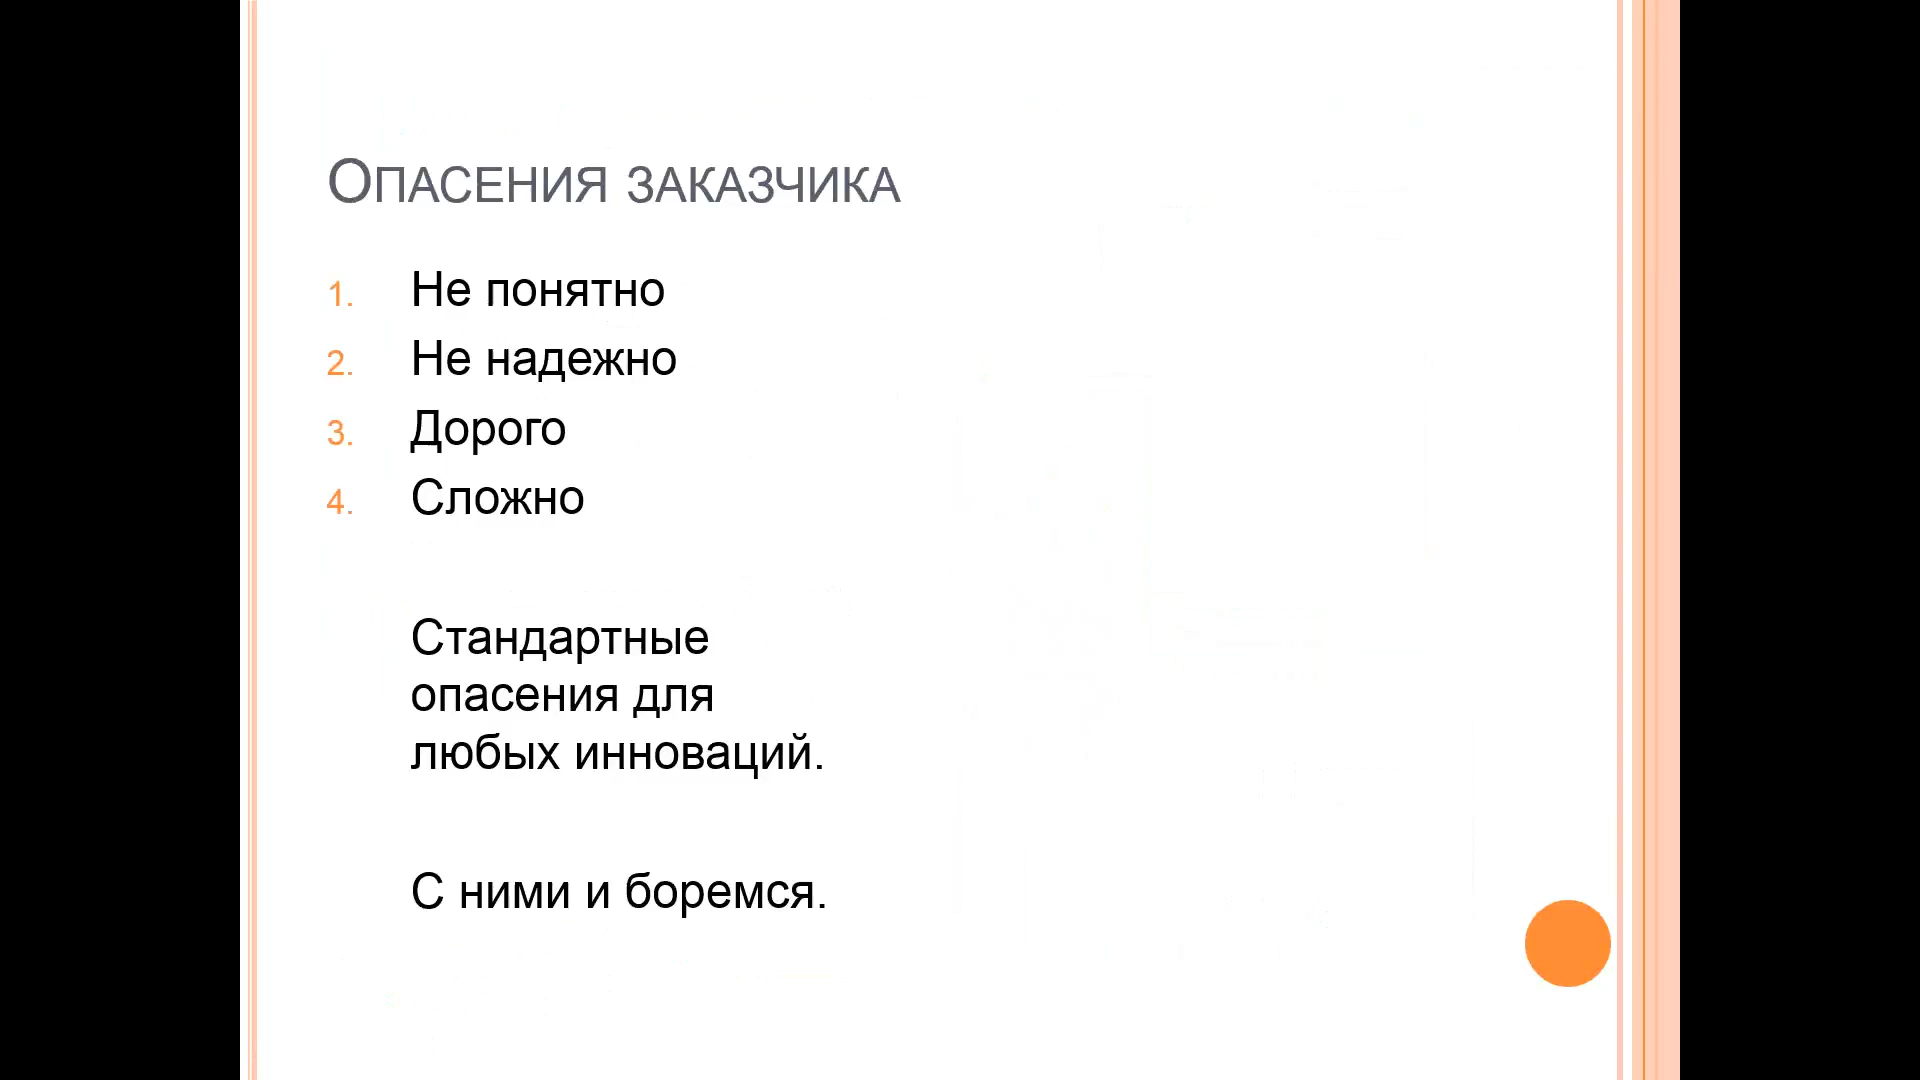 Опасения заказчика
1. Не понятно
2. Не надежно
3. Дорого
4. Сложно
Стандартные
опасения для
любых инноваций.
С ними и боремся.